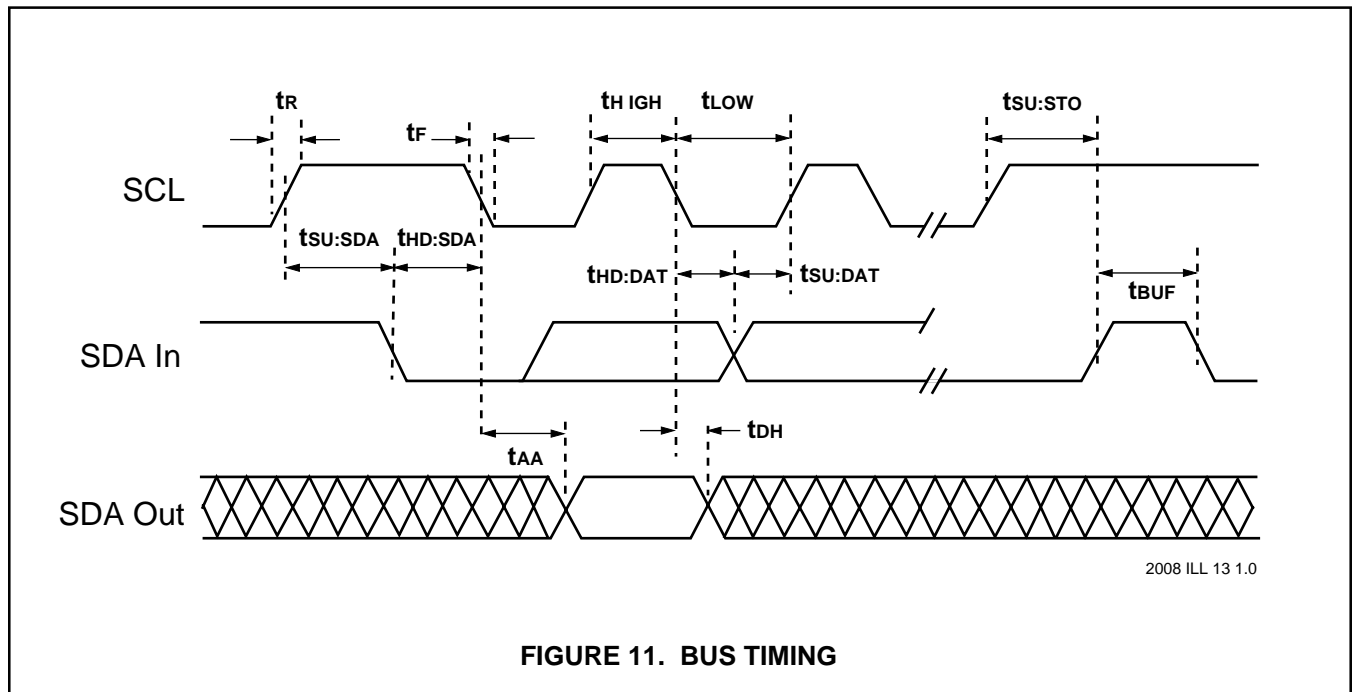 tR
tF
tH IGH
tLOW
tSU:STO
SCL
tSU:SDA
tHD:SDA
tHD:DAT
tSU:DAT
tBUF
SDA In
tAA
tDH
SDA Out
2008 ILL 13 1.0
FIGURE 11. BUS TIMING